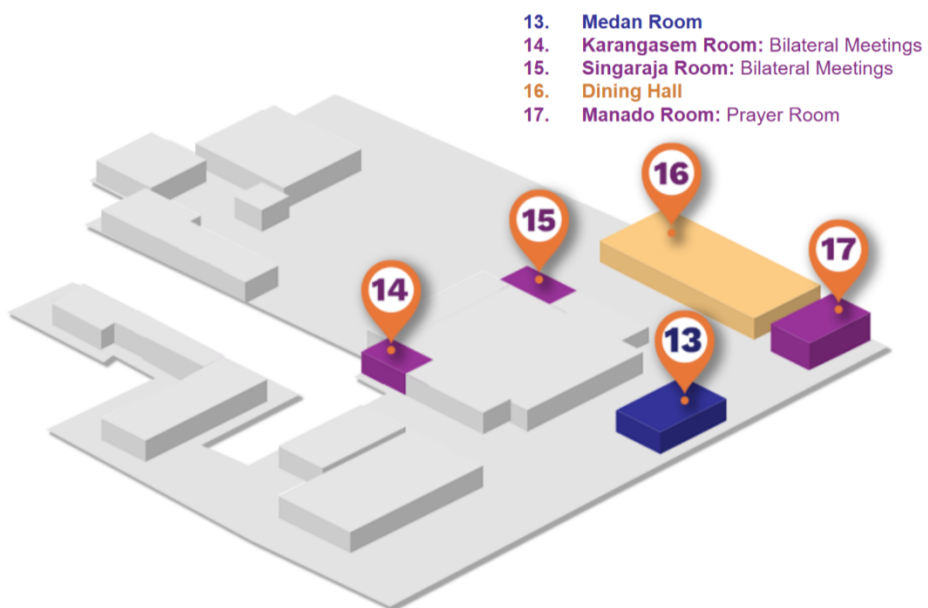 13. Medan Room
14. Karangasem Room: Bilateral Meetings
15. Singaraja Room: Bilateral Meetings
16. Dining Hall
17. Manado Room: Prayer Room
16
15
17
14
13